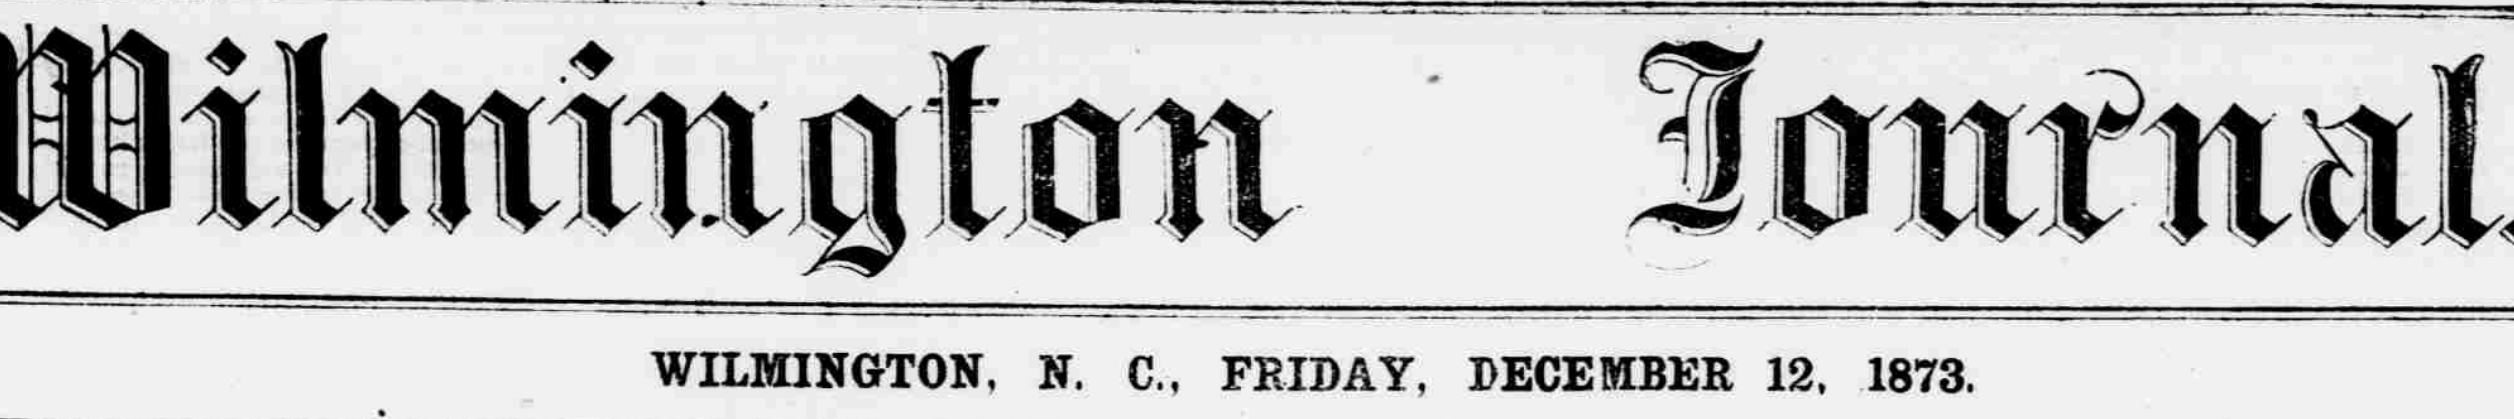 Wilmington Journal.
WILMINGTON, N. C., FRIDAY, DECEMBER 12, 1873.